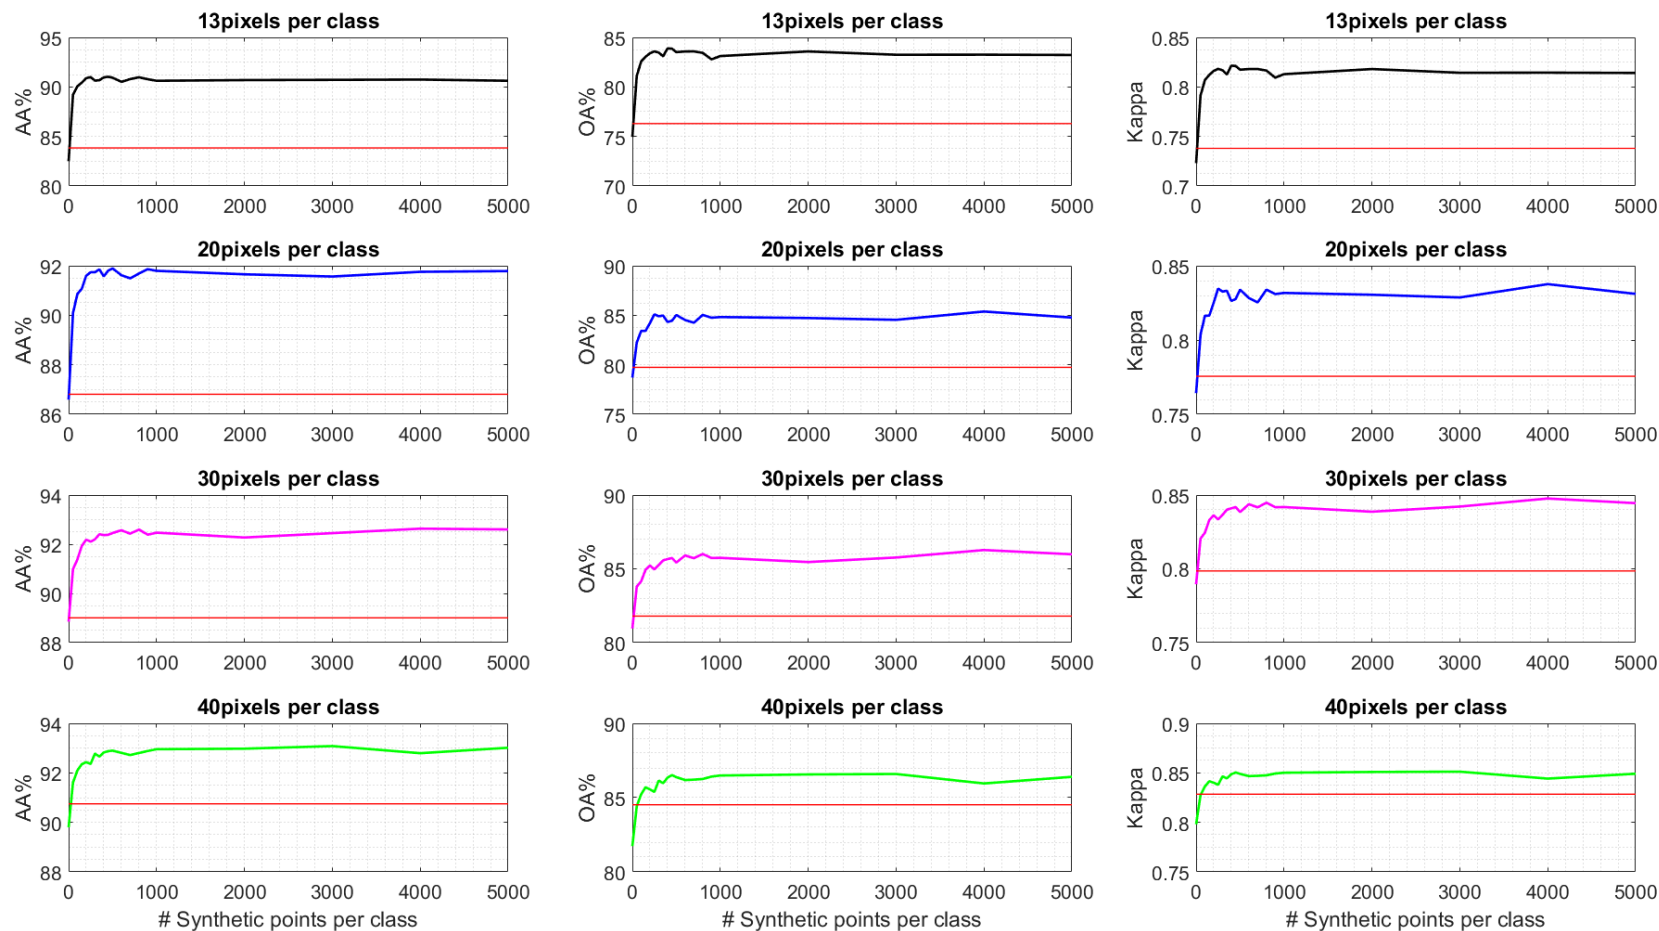 13pixels per class
13pixels per class
13pixels per class
95
90
85
80
AA%
0 1000 2000 3000 4000 5000
85
80
75
70
OA%
0 1000 2000 3000 4000 5000
0.85
0.8
0.75
0.7
Kappa
0 1000 2000 3000 4000 5000
20pixels per class
20pixels per class
20pixels per class
92
90
88
86
AA%
0 1000 2000 3000 4000 5000
90
85
80
75
OA%
0 1000 2000 3000 4000 5000
0.85
0.8
0.75
Kappa
0 1000 2000 3000 4000 5000
30pixels per class
30pixels per class
30pixels per class
94
92
90
88
AA%
0 1000 2000 3000 4000 5000
90
85
80
OA%
0 1000 2000 3000 4000 5000
0.85
0.8
0.75
Kappa
0 1000 2000 3000 4000 5000
40pixels per class
40pixels per class
40pixels per class
94
92
90
88
AA%
0 1000 2000 3000 4000 5000
# Synthetic points per class
90
85
80
OA%
0 1000 2000 3000 4000 5000
# Synthetic points per class
0.9
0.85
0.8
0.75
Kappa
0 1000 2000 3000 4000 5000
# Synthetic points per class